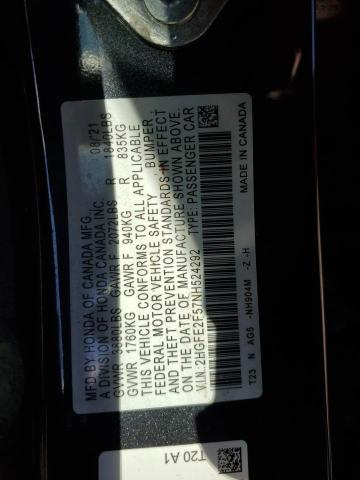 MFD BY HONDA OF CANADA MFG. 08/21
A DIVISION OF HONDA CANADA INC.
GVWR 3880LBS GAWR F 2072LBS R 1840LBS
GVWR 1760KG GAWR F 940KG R 835KG
THIS VEHICLE CONFORMS TO ALL APPLICABLE
FEDERAL MOTOR VEHICLE SAFETY, BUMPER,
AND THEFT PREVENTION STANDARDS IN EFFECT
ON THE DATE OF MANUFACTURE SHOWN ABOVE.
VIN: 2HGFE2F57NH524292 TYPE: PASSENGER CAR
T23 N AG5 -NH904M -Z -H MADE IN CANADA
T20 A1